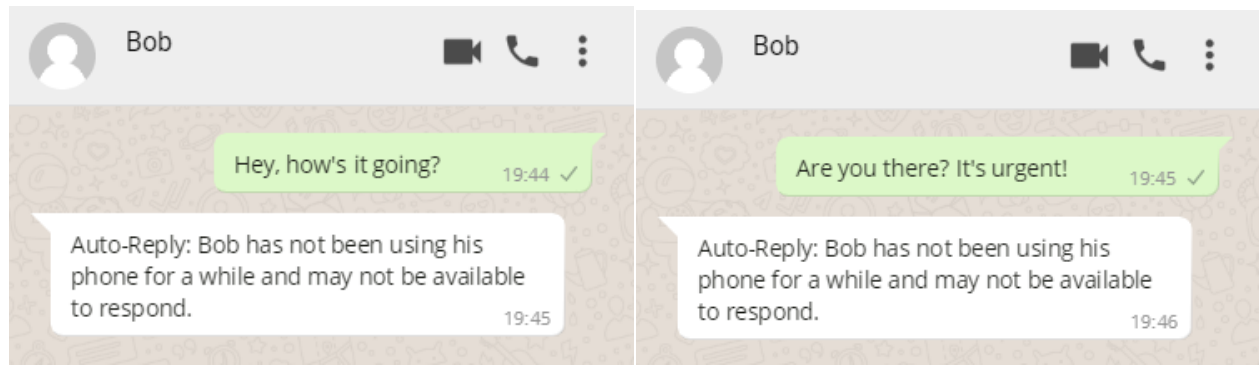 Bob
Hey, how's it going?
19:44
Auto-Reply: Bob has not been using his
phone for a while and may not be available
to respond.
19:45
Bob
Are you there? It's urgent!
19:45
Auto-Reply: Bob has not been using his
phone for a while and may not be available
to respond.
19:46